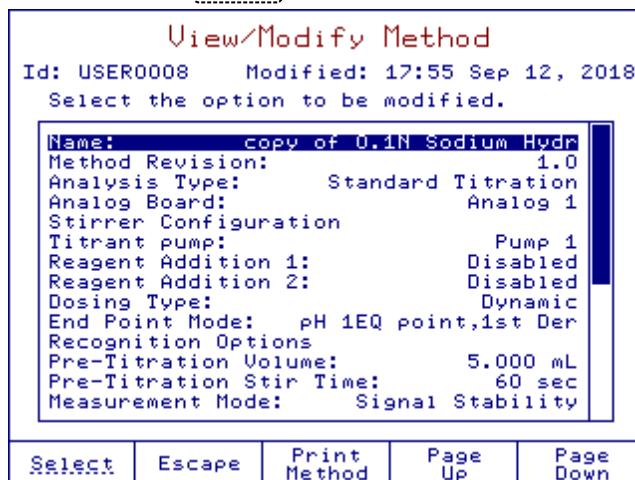 View/Modify Method
Id: USER0008 Modified: 17:55 Sep 12, 2018
Select the option to be modified.
Name: copy of 0.1N Sodium Hydr
Method Revision: 1.0
Analysis Type: Standard Titration
Analog Board: Analog 1
Stirrer Configuration
Titrant pump: Pump 1
Reagent Addition 1: Disabled
Reagent Addition 2: Disabled
Dosing Type: Dynamic
End Point Mode: pH 1EQ point,1st Der
Recognition Options
Pre-Titration Volume: 5.000 mL
Pre-Titration Stir Time: 60 sec
Measurement Mode: Signal Stability
Select Escape Print Method Page Up Page Down